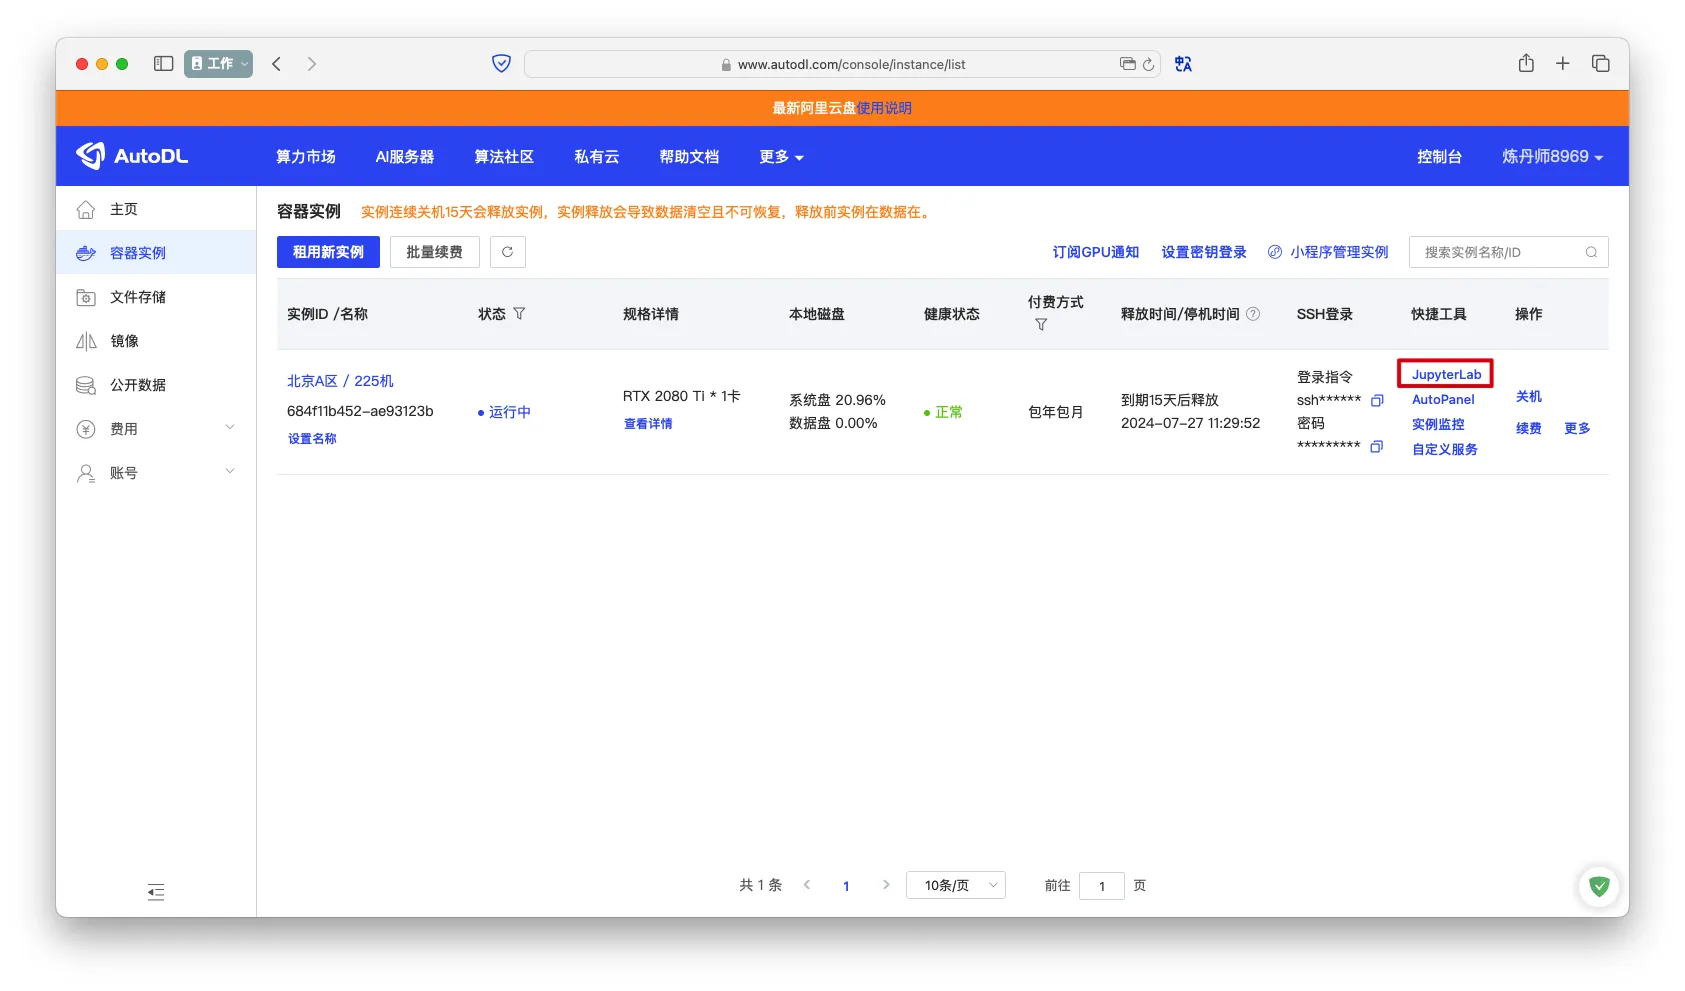 工作
www.autodl.com/console/instance/list
最新阿里云盘使用说明
AutoDL 算力市场 AI服务器 算法社区 私有云 帮助文档 更多 控制台 炼丹师8969
主页
容器实例
文件存储
镜像
公开数据
费用
账号
容器实例 实例连续关机15天会释放实例，实例释放会导致数据清空且不可恢复，释放前实例在数据在。
租用新实例 批量续费 订阅GPU通知 设置密钥登录 小程序管理实例 搜索实例名称/ID
实例ID /名称 状态 规格详情 本地磁盘 健康状态 付费方式 释放时间/停机时间 SSH登录 快捷工具 操作
北京A区 / 225机
684f11b452-ae93123b
设置名称
运行中
RTX 2080 Ti * 1卡
查看详情
系统盘 20.96%
数据盘 0.00%
正常
包年包月
到期15天后释放
2024-07-27 11:29:52
登录指令
ssh******
密码
*********
JupyterLab
AutoPanel
实例监控
自定义服务
关机
续费 更多
共 1 条 1 10条/页 前往 1 页